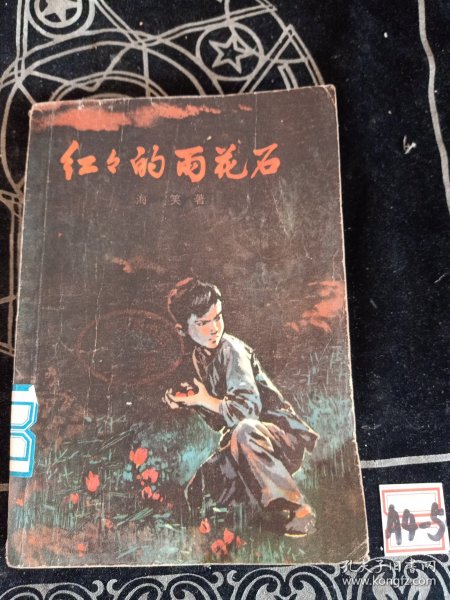 红々的雨花石
海 笑 著
A4-5
孔夫子旧书网
www.kongfz.com